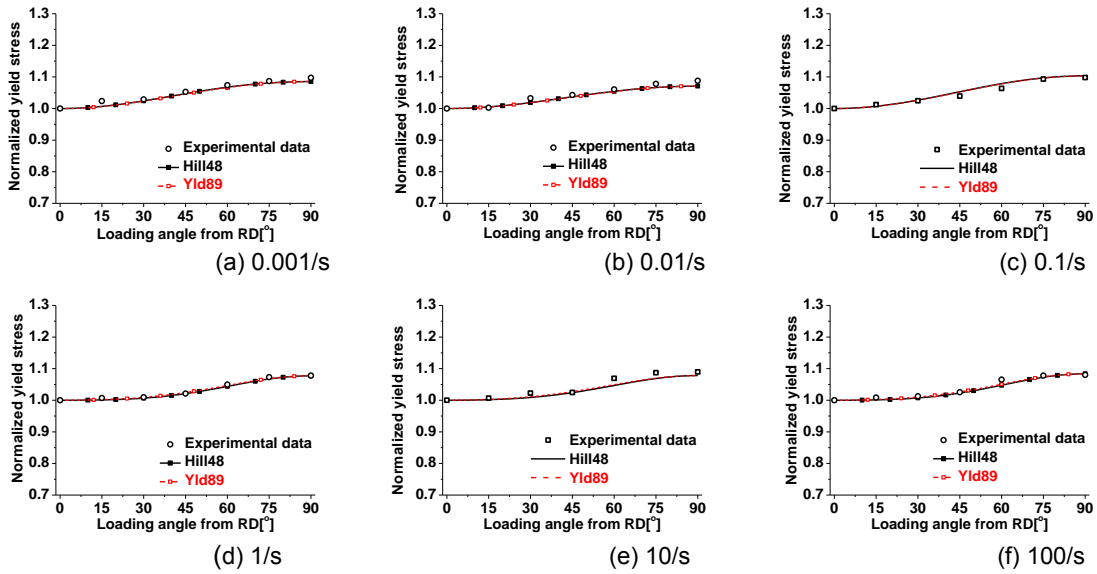 1.3
1.2
1.1
1.0
0.9
0.8
0.7
Normalized yield stress
Experimental data
Hill48
Yld89
0 15 30 45 60 75 90
Loading angle from RD[°]
(a) 0.001/s
1.3
1.2
1.1
1.0
0.9
0.8
0.7
Normalized yield stress
Experimental data
Hill48
Yld89
0 15 30 45 60 75 90
Loading angle from RD[°]
(b) 0.01/s
1.3
1.2
1.1
1.0
0.9
0.8
0.7
Normalized yield stress
Experimental data
Hill48
Yld89
0 15 30 45 60 75 90
Loading angle from RD[°]
(c) 0.1/s
1.3
1.2
1.1
1.0
0.9
0.8
0.7
Normalized yield stress
Experimental data
Hill48
Yld89
0 15 30 45 60 75 90
Loading angle from RD[°]
(d) 1/s
1.3
1.2
1.1
1.0
0.9
0.8
0.7
Normalized yield stress
Experimental data
Hill48
Yld89
0 15 30 45 60 75 90
Loading angle from RD[°]
(e) 10/s
1.3
1.2
1.1
1.0
0.9
0.8
0.7
Normalized yield stress
Experimental data
Hill48
Yld89
0 15 30 45 60 75 90
Loading angle from RD[°]
(f) 100/s